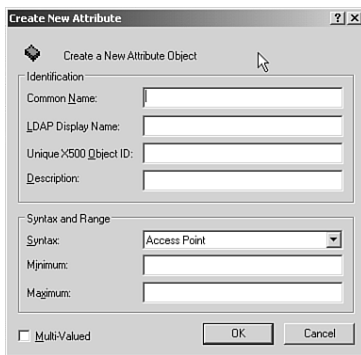 Create New Attribute
Create a New Attribute Object
Identification
Common Name:
LDAP Display Name:
Unique X500 Object ID:
Description:
Syntax and Range
Syntax: Access Point
Minimum:
Maximum:
Multi-Valued OK Cancel